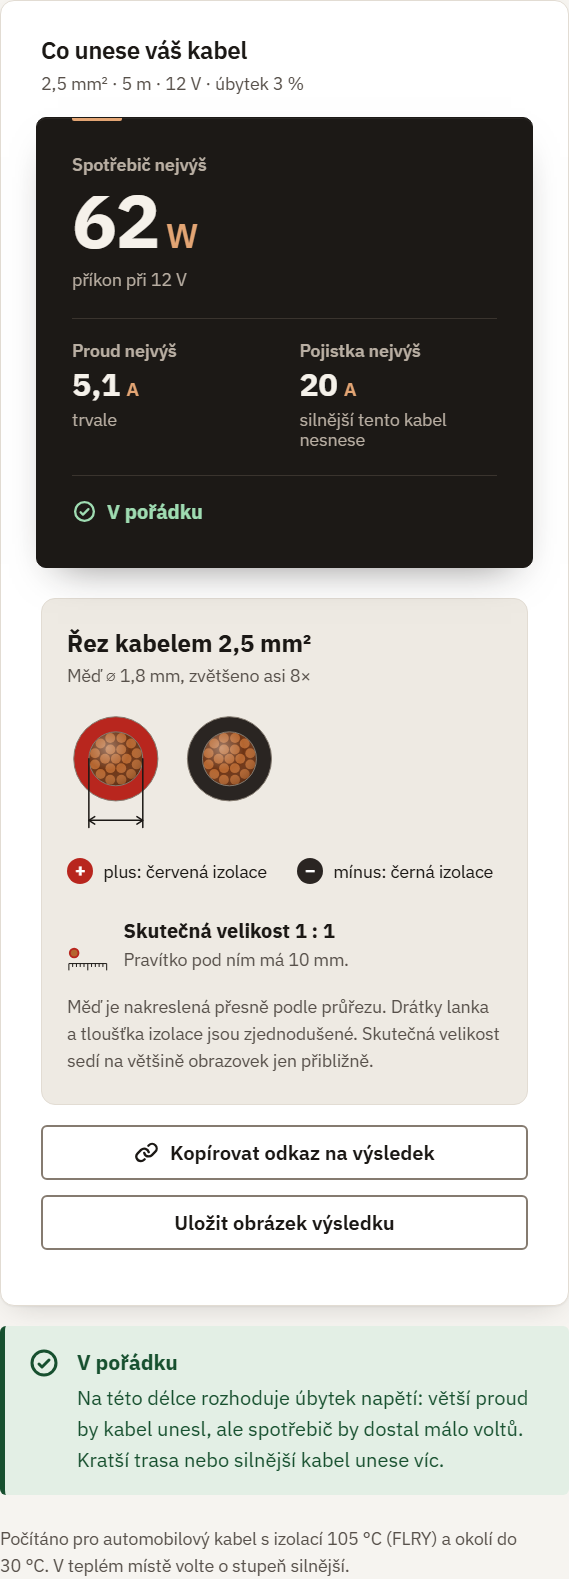 Co unese váš kabel
2,5 mm² · 5 m · 12 V · úbytek 3 %
Spotřebič nejvýš
62 W
příkon při 12 V
Proud nejvýš
5,1 A
trvale
Pojistka nejvýš
20 A
silnější tento kabel
nesnese
V pořádku
Řez kabelem 2,5 mm²
Měď ⌀ 1,8 mm, zvětšeno asi 8×
+ plus: červená izolace
− mínus: černá izolace
Skutečná velikost 1 : 1
Pravítko pod ním má 10 mm.
Měď je nakreslená přesně podle průřezu. Drátky lanka
a tloušťka izolace jsou zjednodušené. Skutečná velikost
sedí na většině obrazovek jen přibližně.
Kopírovat odkaz na výsledek
Uložit obrázek výsledku
V pořádku
Na této délce rozhoduje úbytek napětí: větší proud
by kabel unesl, ale spotřebič by dostal málo voltů.
Kratší trasa nebo silnější kabel unese víc.
Počítáno pro automobilový kabel s izolací 105 °C (FLRY) a okolí do
30 °C. V teplém místě volte o stupeň silnější.